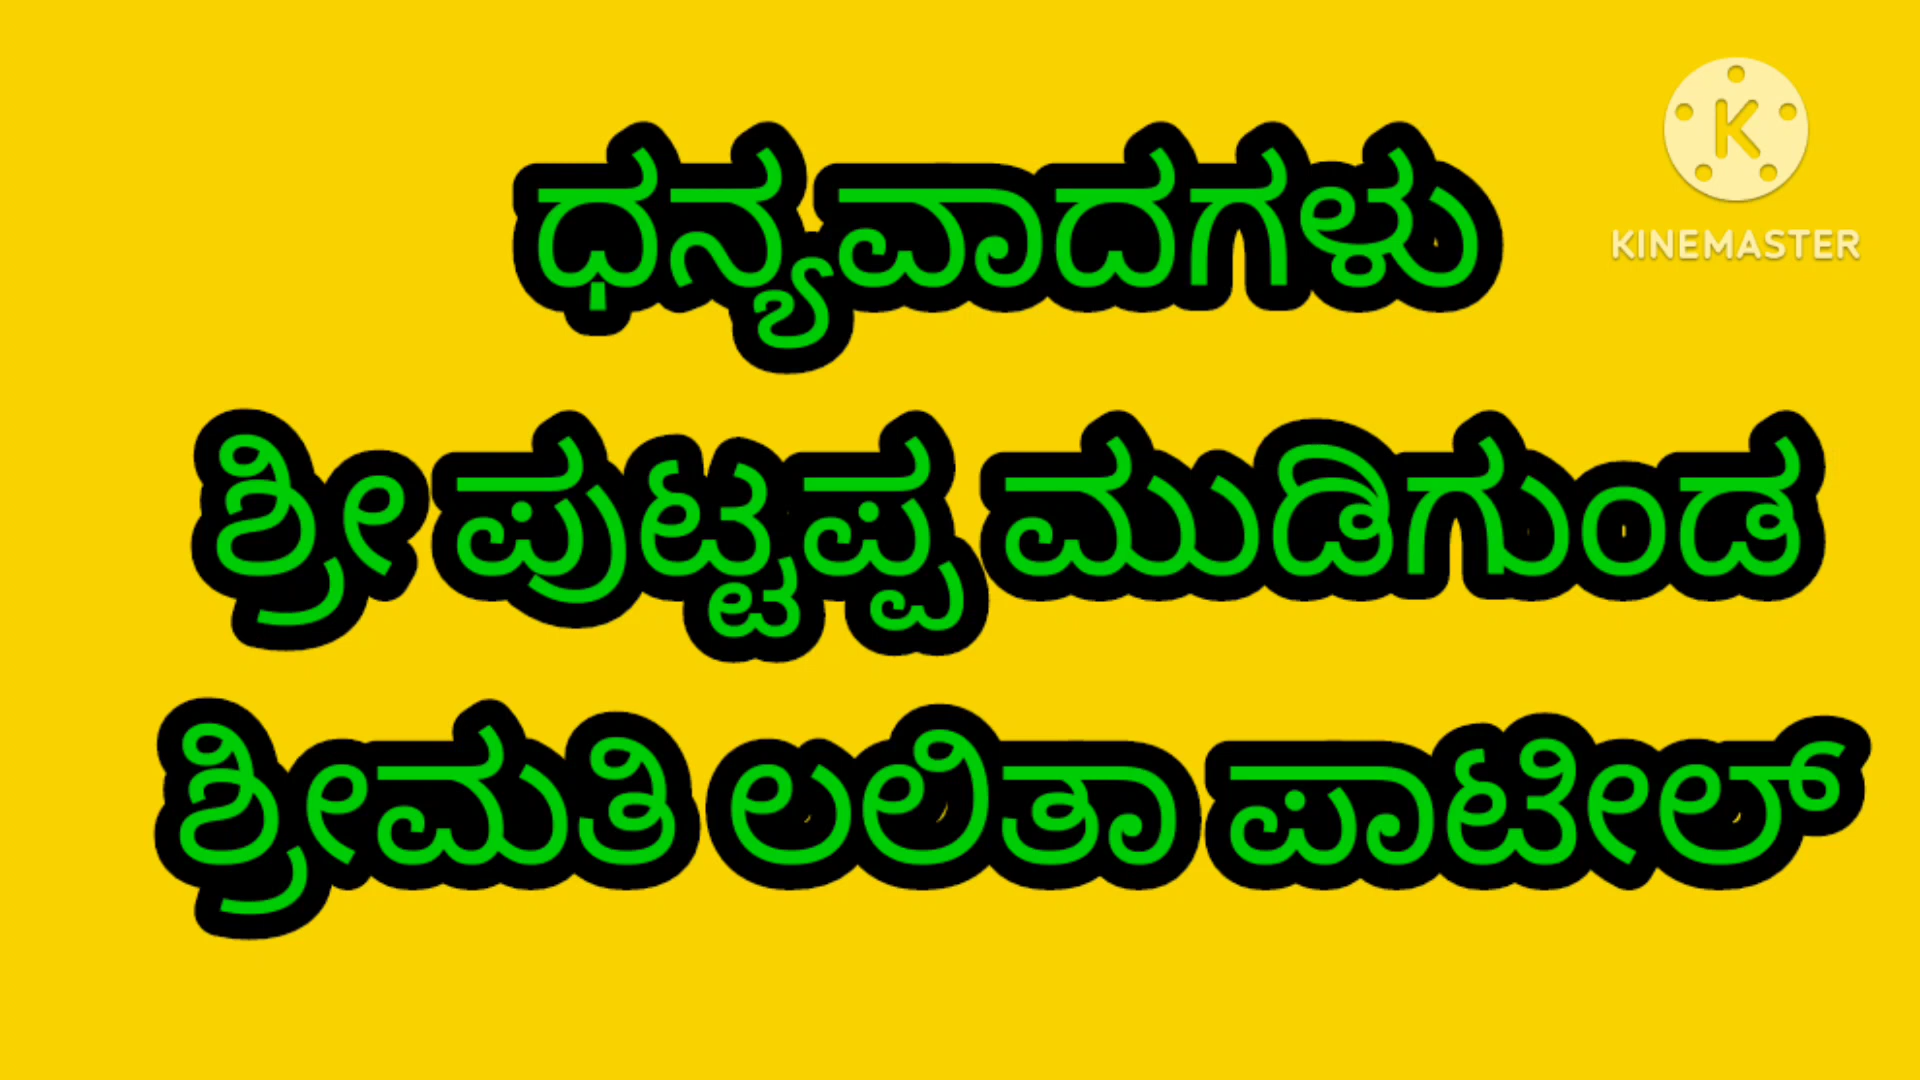 ಧನ್ಯವಾದಗಳು
ಶ್ರೀ ಪುಟ್ಟಪ್ಪ ಮುಡಿಗುಂಡ
ಶ್ರೀಮತಿ ಲಲಿತಾ ಪಾಟೀಲ್
K
KINEMASTER